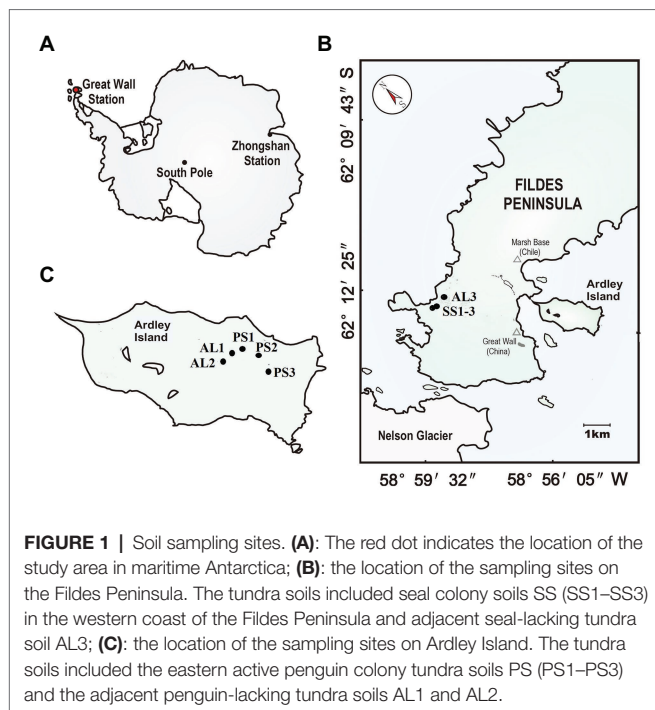 A
Great Wall
Station
Zhongshan
Station
South Pole
B
N
S
62° 09′ 43″ S
62° 12′ 25″
FILDES
PENINSULA
Marsh Base
(Chile)
Ardley
Island
AL3
SS1-3
Great Wall
(China)
1km
Nelson Glacier
58° 59′ 32″ 58° 56′ 05″ W
C
Ardley
Island
PS1
AL1
PS2
AL2
PS3
FIGURE 1 | Soil sampling sites. (A): The red dot indicates the location of the
study area in maritime Antarctica; (B): the location of the sampling sites on
the Fildes Peninsula. The tundra soils included seal colony soils SS (SS1–SS3)
in the western coast of the Fildes Peninsula and adjacent seal-lacking tundra
soil AL3; (C): the location of the sampling sites on Ardley Island. The tundra
soils included the eastern active penguin colony tundra soils PS (PS1–PS3)
and the adjacent penguin-lacking tundra soils AL1 and AL2.